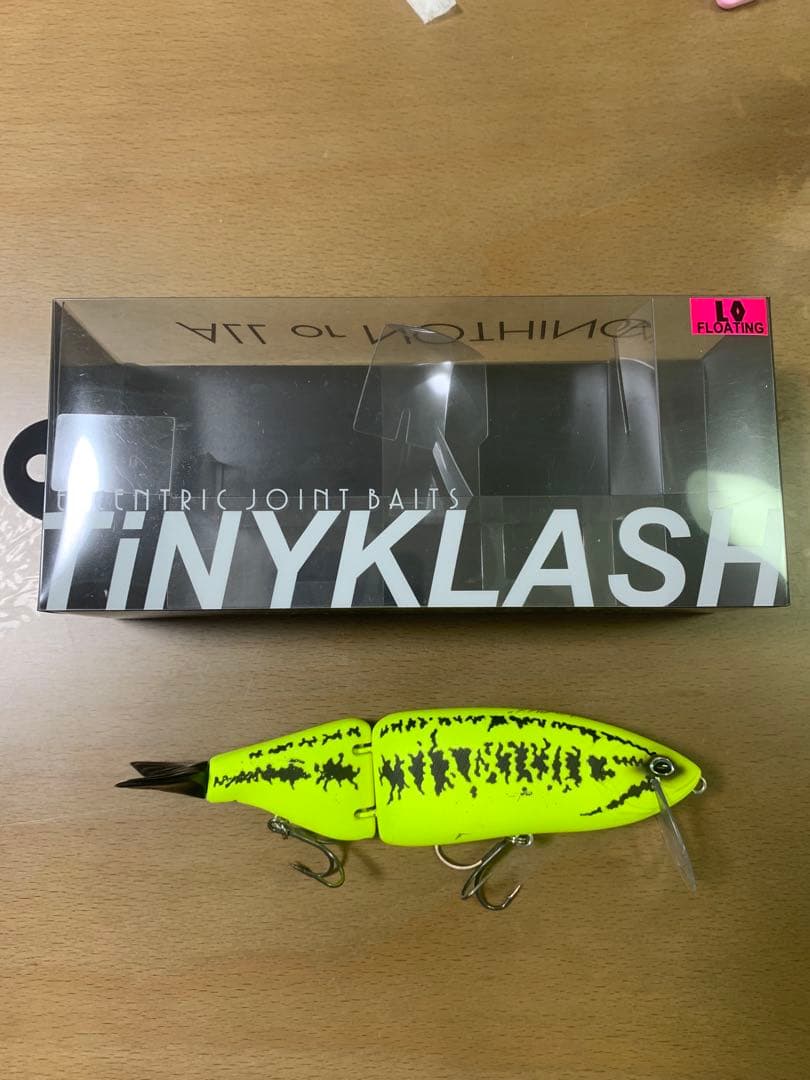 ALL OR NOTHING
LO
FLOATING
ECCENTRIC JOINT BAITS
TiNYKLASH